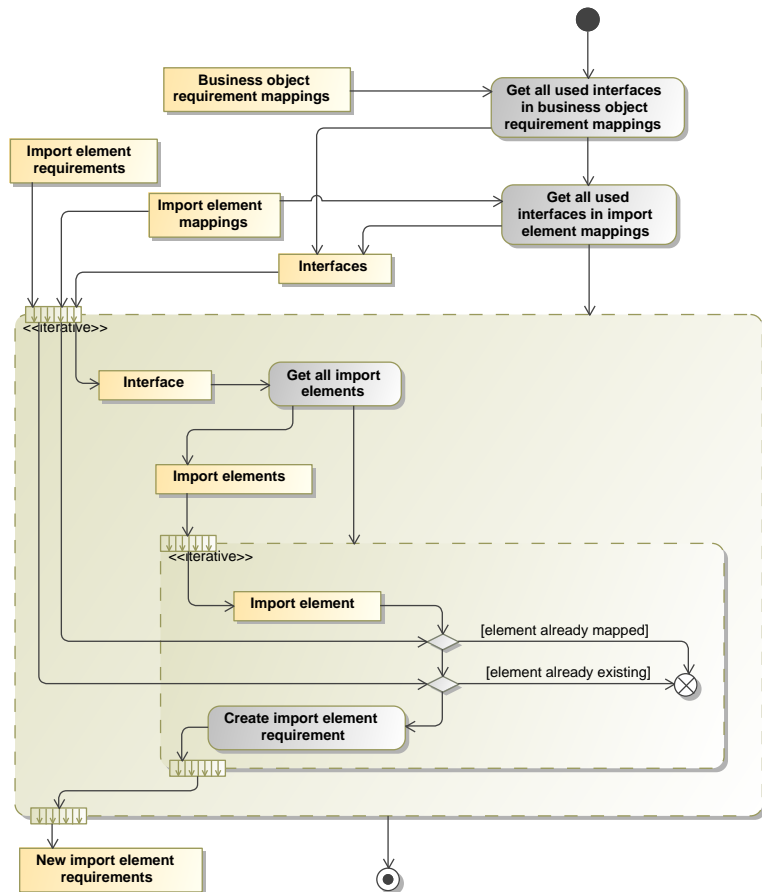 Business object
requirement mappings
Get all used interfaces
in business object
requirement mappings
Import element
requirements
Import element
mappings
Get all used
interfaces in import
element mappings
Interfaces
<<iterative>>
Interface
Get all import
elements
Import elements
<<iterative>>
Import element
[element already mapped]
[element already existing]
Create import element
requirement
New import element
requirements